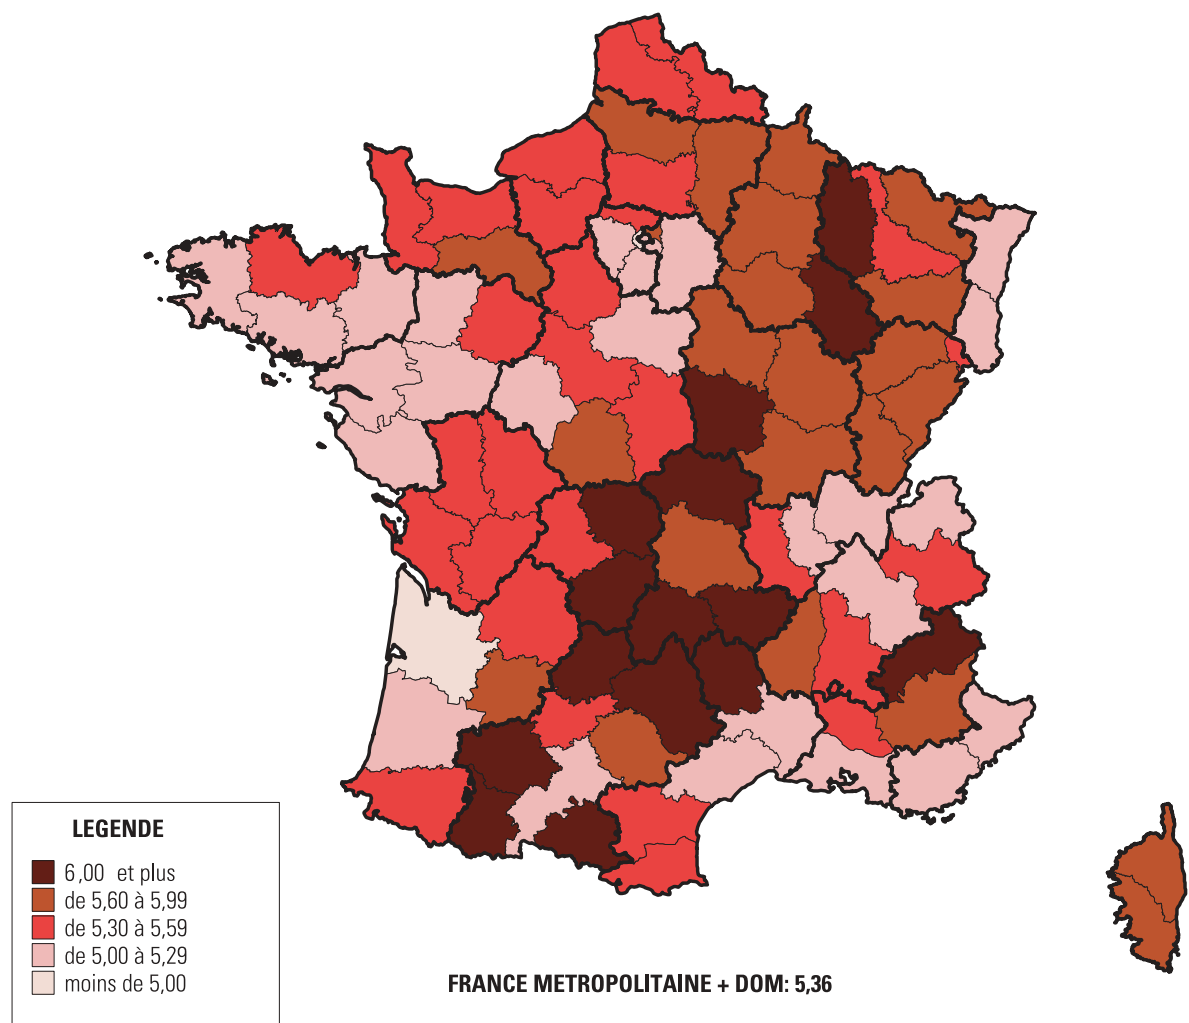 LEGENDE
6,00 et plus
de 5,60 à 5,99
de 5,30 à 5,59
de 5,00 à 5,29
moins de 5,00
FRANCE METROPOLITAINE + DOM: 5,36